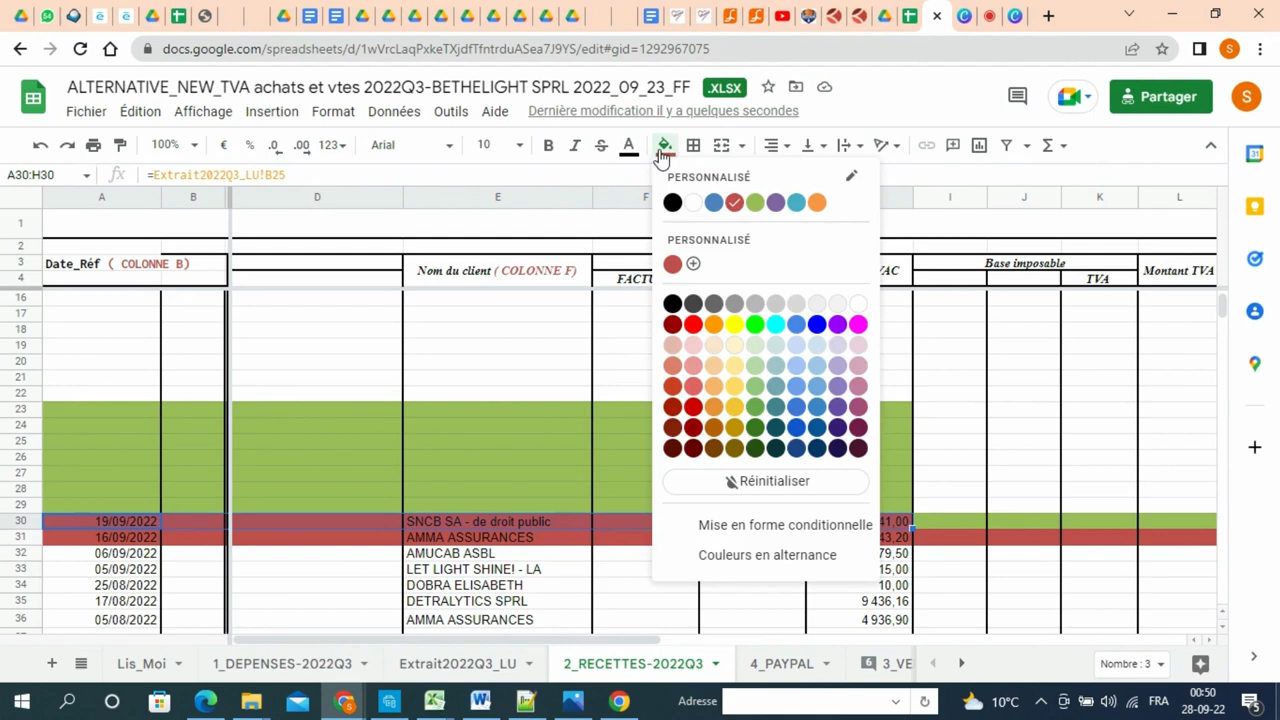 docs.google.com/spreadsheets/d/1wVrcLaqPxkeTXjdfTfntrduASea7J9YS/edit#gid=1292967075
S
ALTERNATIVE_NEW_TVA achats et vtes 2022Q3-BETHELIGHT SPRL 2022_09_23_FF .XLSX
Partager S
Fichier Édition Affichage Insertion Format Données Outils Aide Dernière modification il y a quelques secondes
100% € % .0 .00 123 Arial 10 B I S A
A30:H30 fx =Extrait2022Q3_LU!B25
PERSONNALISÉ
A B D E F I J K L
1
2
PERSONNALISÉ
3 Date_Réf ( COLONNE B) Nom du client ( COLONNE F) VAC Base imposable Montant TVA
4 FACTU TVA
16
17
18
19
20
21
22
23
24
25
26
27
28
29
Réinitialiser
30 19/09/2022 SNCB SA - de droit public 41,00
Mise en forme conditionnelle
31 16/09/2022 AMMA ASSURANCES 43,20
32 06/09/2022 AMUCAB ASBL 79,50
Couleurs en alternance
33 05/09/2022 LET LIGHT SHINE! - LA 15,00
34 25/08/2022 DOBRA ELISABETH 10,00
35 17/08/2022 DETRALYTICS SPRL 9 436,16
36 05/08/2022 AMMA ASSURANCES 4 936,90
Lis_Moi 1_DEPENSES-2022Q3 Extrait2022Q3_LU 2_RECETTES-2022Q3 4_PAYPAL 6 3_VE Nombre : 3
Adresse 10°C FRA 00:50
28-09-22 5